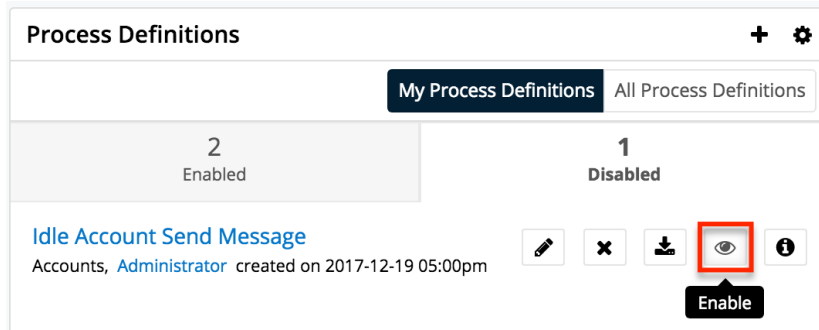 Process Definitions
My Process Definitions All Process Definitions
2 1
Enabled Disabled
Idle Account Send Message
Accounts, Administrator created on 2017-12-19 05:00pm
Enable